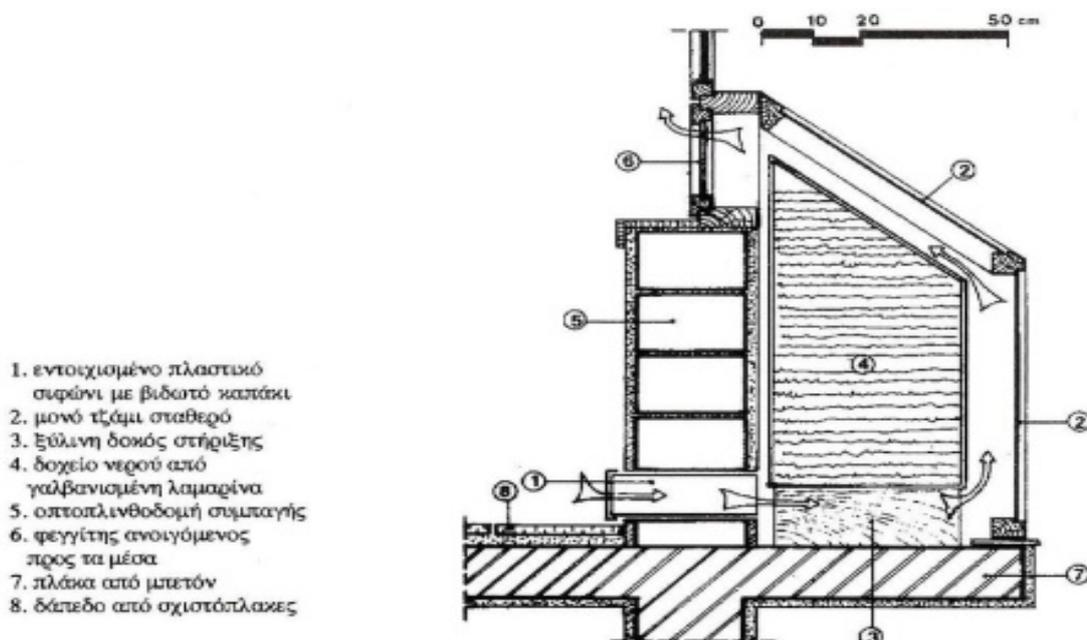 0 10 20 50 cm
2
6
5
4
2
1
8
7
3
1. εντοιχισμένο πλαστικό
σιφώνι με βιδωτό καπάκι
2. μονό τζάμι σταθερό
3. ξύλινη δοκός στήριξης
4. δοχείο νερού από
γαλβανισμένη λαμαρίνα
5. οπτοπλινθοδομή συμπαγής
6. φεγγίτης ανοιγόμενος
προς τα μέσα
7. πλάκα από μπετόν
8. δάπεδο από σχιστόπλακες